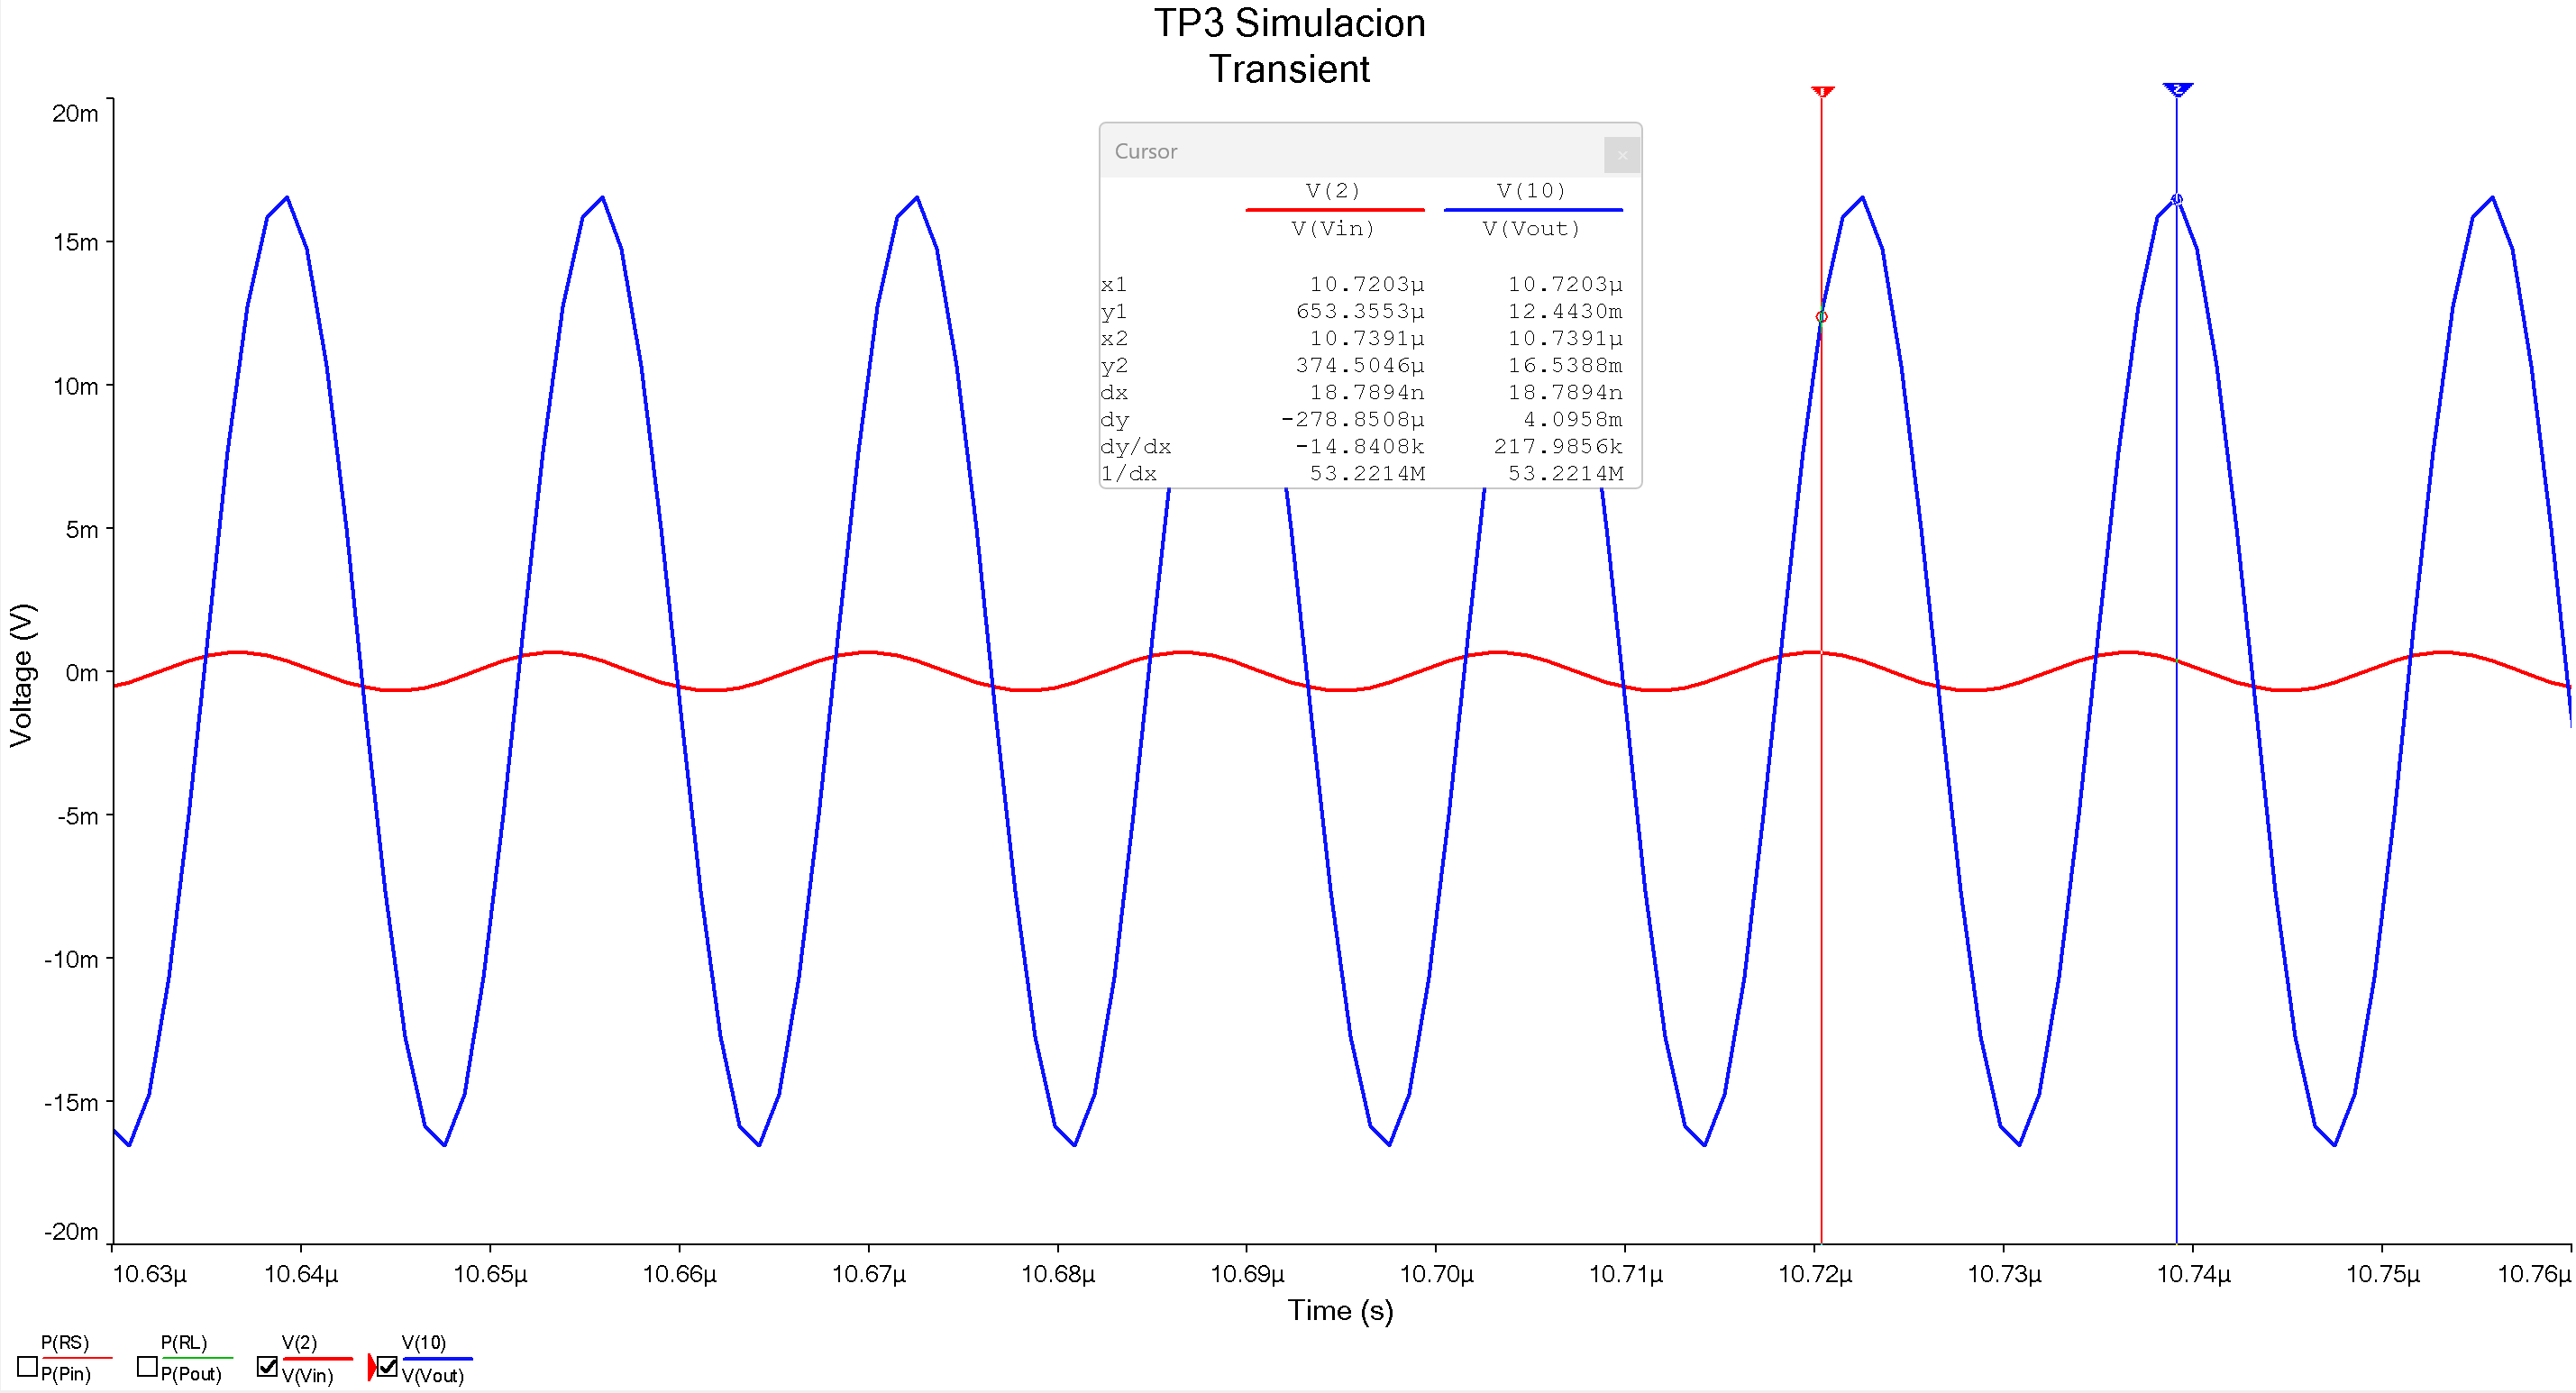 TP3 Simulacion
Transient
Cursor
V(2) V(10)
V(Vin) V(Vout)
x1 10.7203µ 10.7203µ
y1 653.3553µ 12.4430m
x2 10.7391µ 10.7391µ
y2 374.5046µ 16.5388m
dx 18.7894n 18.7894n
dy -278.8508µ 4.0958m
dy/dx -14.8408k 217.9856k
1/dx 53.2214M 53.2214M
20m
15m
10m
5m
0m
-5m
-10m
-15m
-20m
Voltage (V)
10.63µ 10.64µ 10.65µ 10.66µ 10.67µ 10.68µ 10.69µ 10.70µ 10.71µ 10.72µ 10.73µ 10.74µ 10.75µ 10.76µ
Time (s)
P(RS) P(RL) V(2) V(10)
P(Pin) P(Pout) V(Vin) V(Vout)